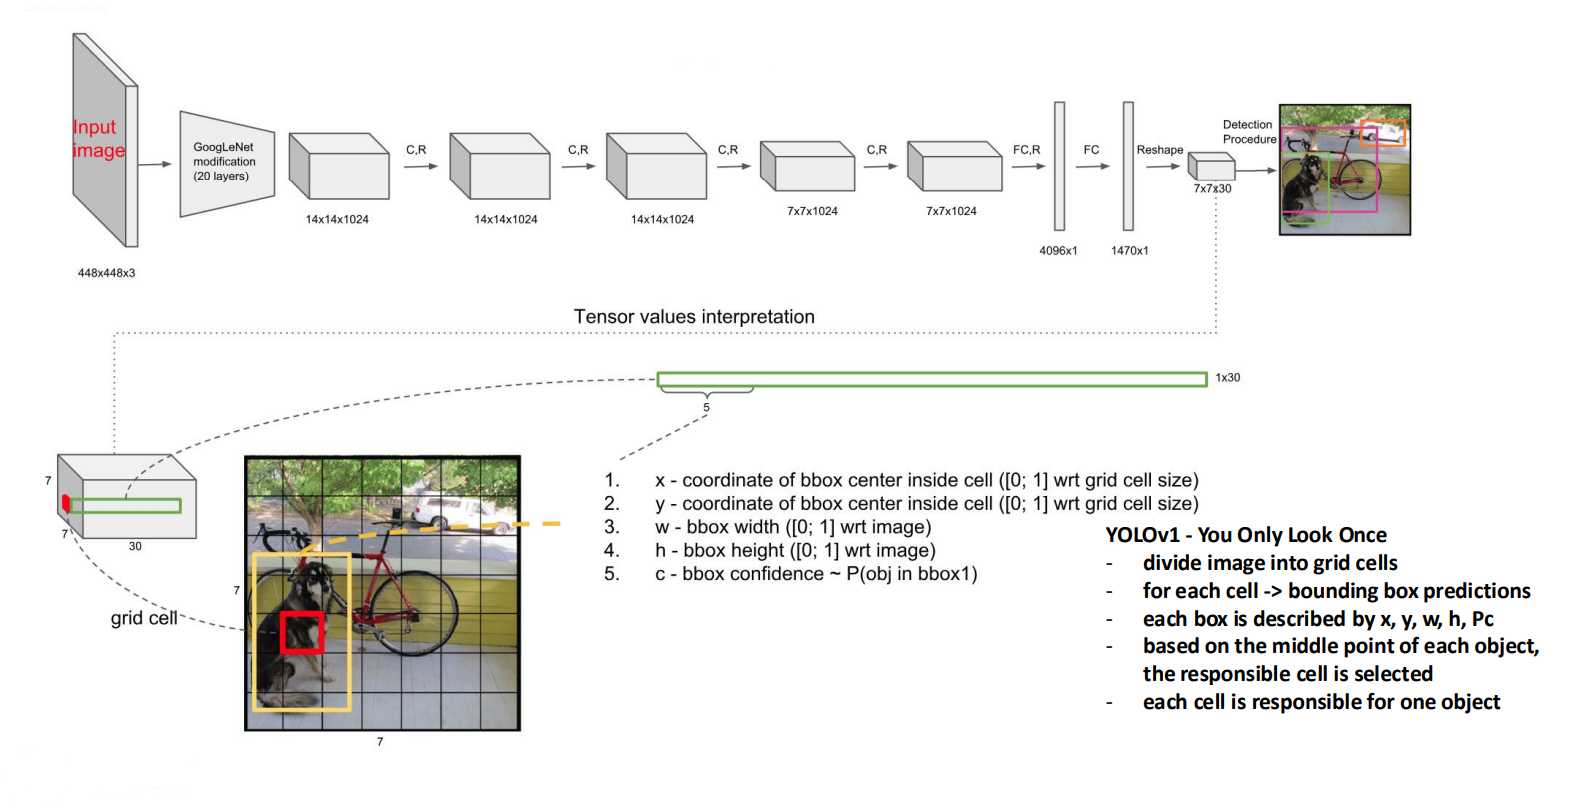 Input
image
448x448x3
GoogLeNet
modification
(20 layers)
14x14x1024
C,R
14x14x1024
C,R
14x14x1024
C,R
7x7x1024
C,R
7x7x1024
FC,R
4096x1
FC
1470x1
Reshape
7x7x30
Detection
Procedure
Tensor values interpretation
1x30
5
7
7
30
grid cell
7
7
1. x - coordinate of bbox center inside cell ([0; 1] wrt grid cell size)
2. y - coordinate of bbox center inside cell ([0; 1] wrt grid cell size)
3. w - bbox width ([0; 1] wrt image)
4. h - bbox height ([0; 1] wrt image)
5. c - bbox confidence ~ P(obj in bbox1)
YOLOv1 - You Only Look Once
- divide image into grid cells
- for each cell -> bounding box predictions
- each box is described by x, y, w, h, Pc
- based on the middle point of each object,
the responsible cell is selected
- each cell is responsible for one object